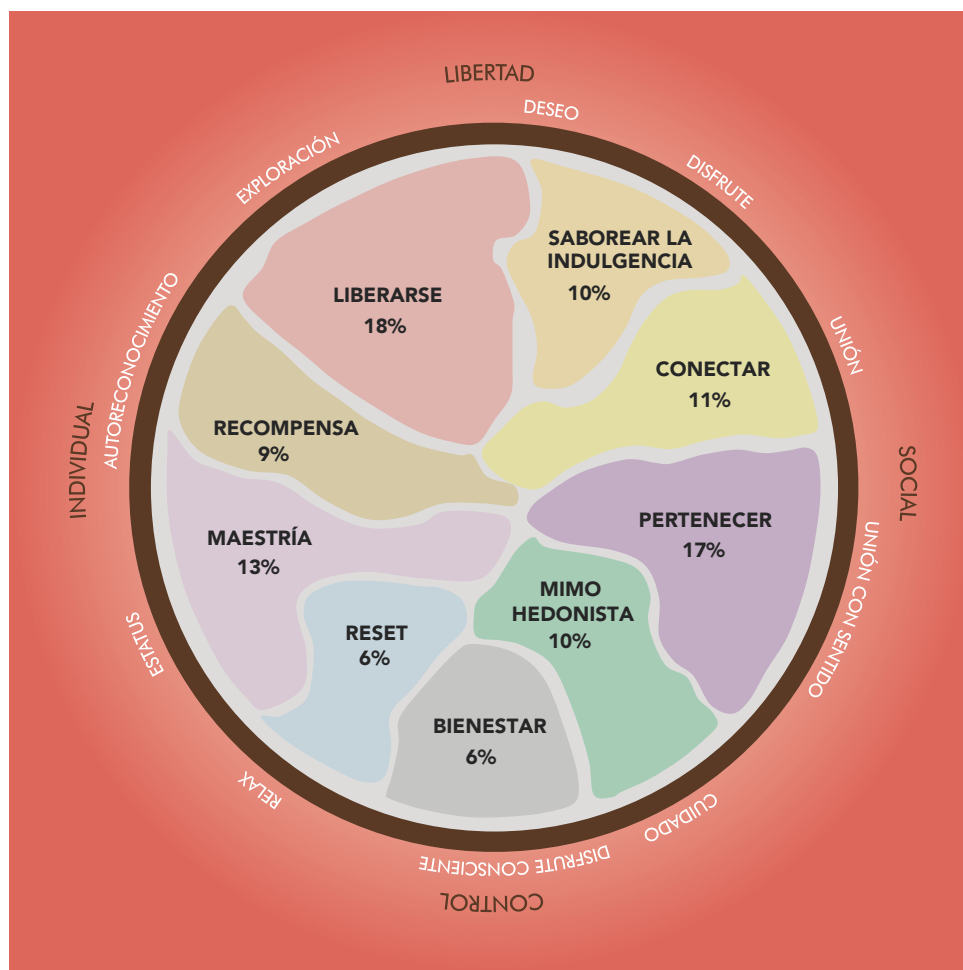 LIBERTAD
DESEO
DISFRUTE
EXPLORACIÓN
SABOREAR LA
INDULGENCIA
10%
LIBERARSE
18%
AUTORECONOCIMIENTO
UNIÓN
CONECTAR
11%
RECOMPENSA
9%
INDIVIDUAL
SOCIAL
PERTENECER
17%
MAESTRÍA
13%
UNIÓN CON SENTIDO
MIMO
HEDONISTA
10%
RESET
6%
ESTATUS
BIENESTAR
6%
RELAX
CUIDADO
DISFRUTE CONSCIENTE
CONTROL